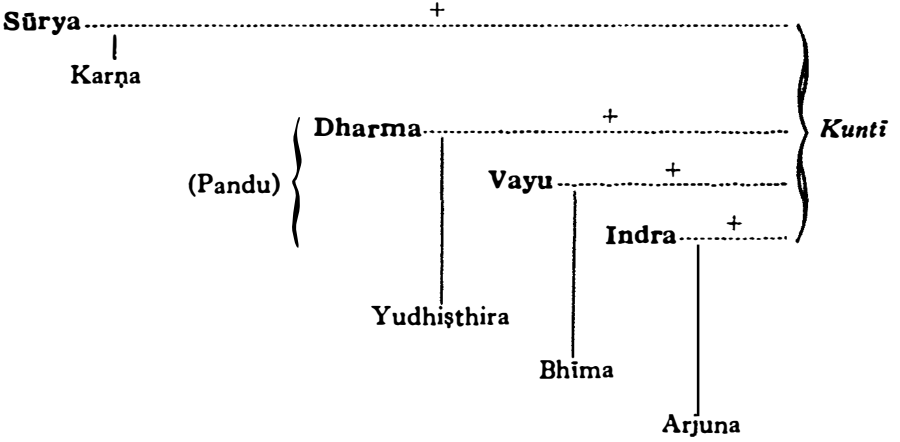 +
Sūrya
Karṇa
+
Dharma
Kuntī
(Pandu)
+
Vayu
+
Indra
Yudhiṣthira
Bhīma
Arjuna